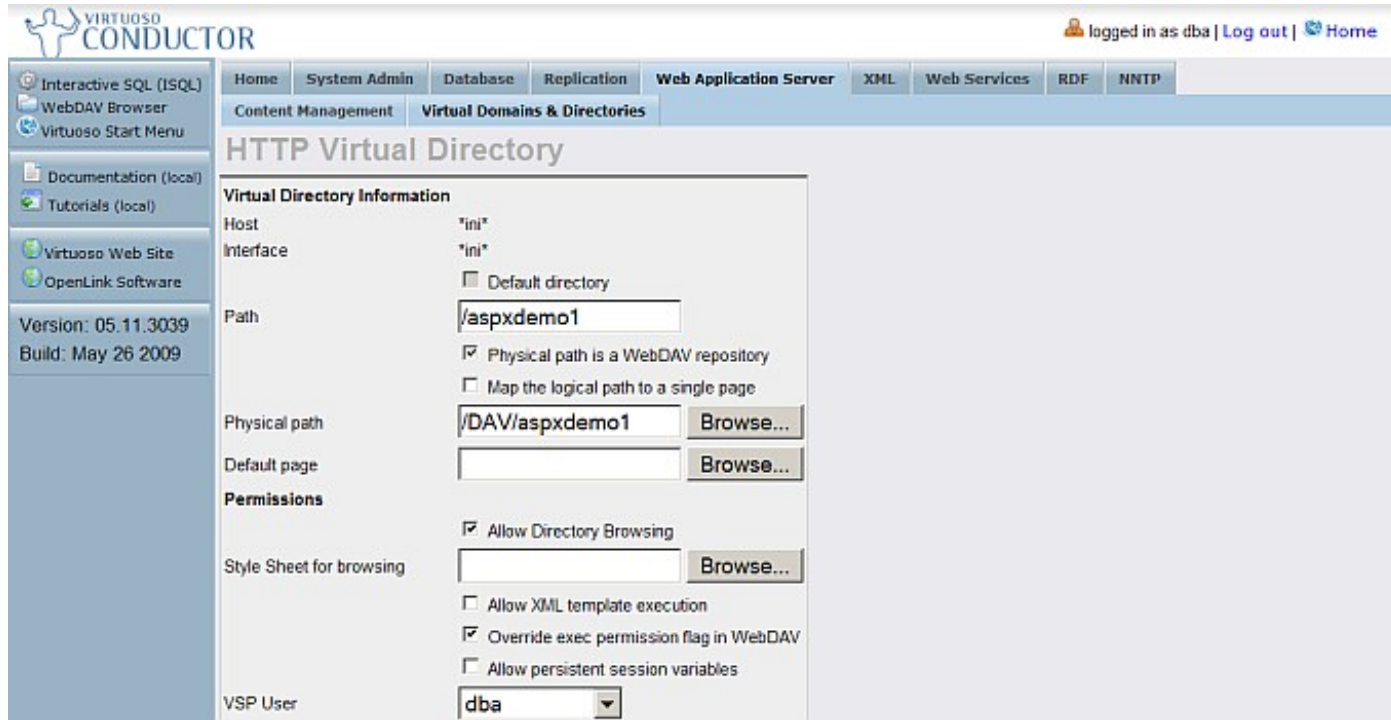 VIRTUOSO
CONDUCTOR
logged in as dba | Log out | Home
Interactive SQL (ISQL)
WebDAV Browser
Virtuoso Start Menu
Documentation (local)
Tutorials (local)
Virtuoso Web Site
OpenLink Software
Version: 05.11.3039
Build: May 26 2009
Home System Admin Database Replication Web Application Server XML Web Services RDF NNTP
Content Management Virtual Domains & Directories
HTTP Virtual Directory
Virtual Directory Information
Host *ini*
Interface *ini*
Default directory
Path /aspxdemo1
Physical path is a WebDAV repository
Map the logical path to a single page
Physical path /DAV/aspxdemo1 Browse...
Default page Browse...
Permissions
Allow Directory Browsing
Style Sheet for browsing Browse...
Allow XML template execution
Override exec permission flag in WebDAV
Allow persistent session variables
VSP User dba